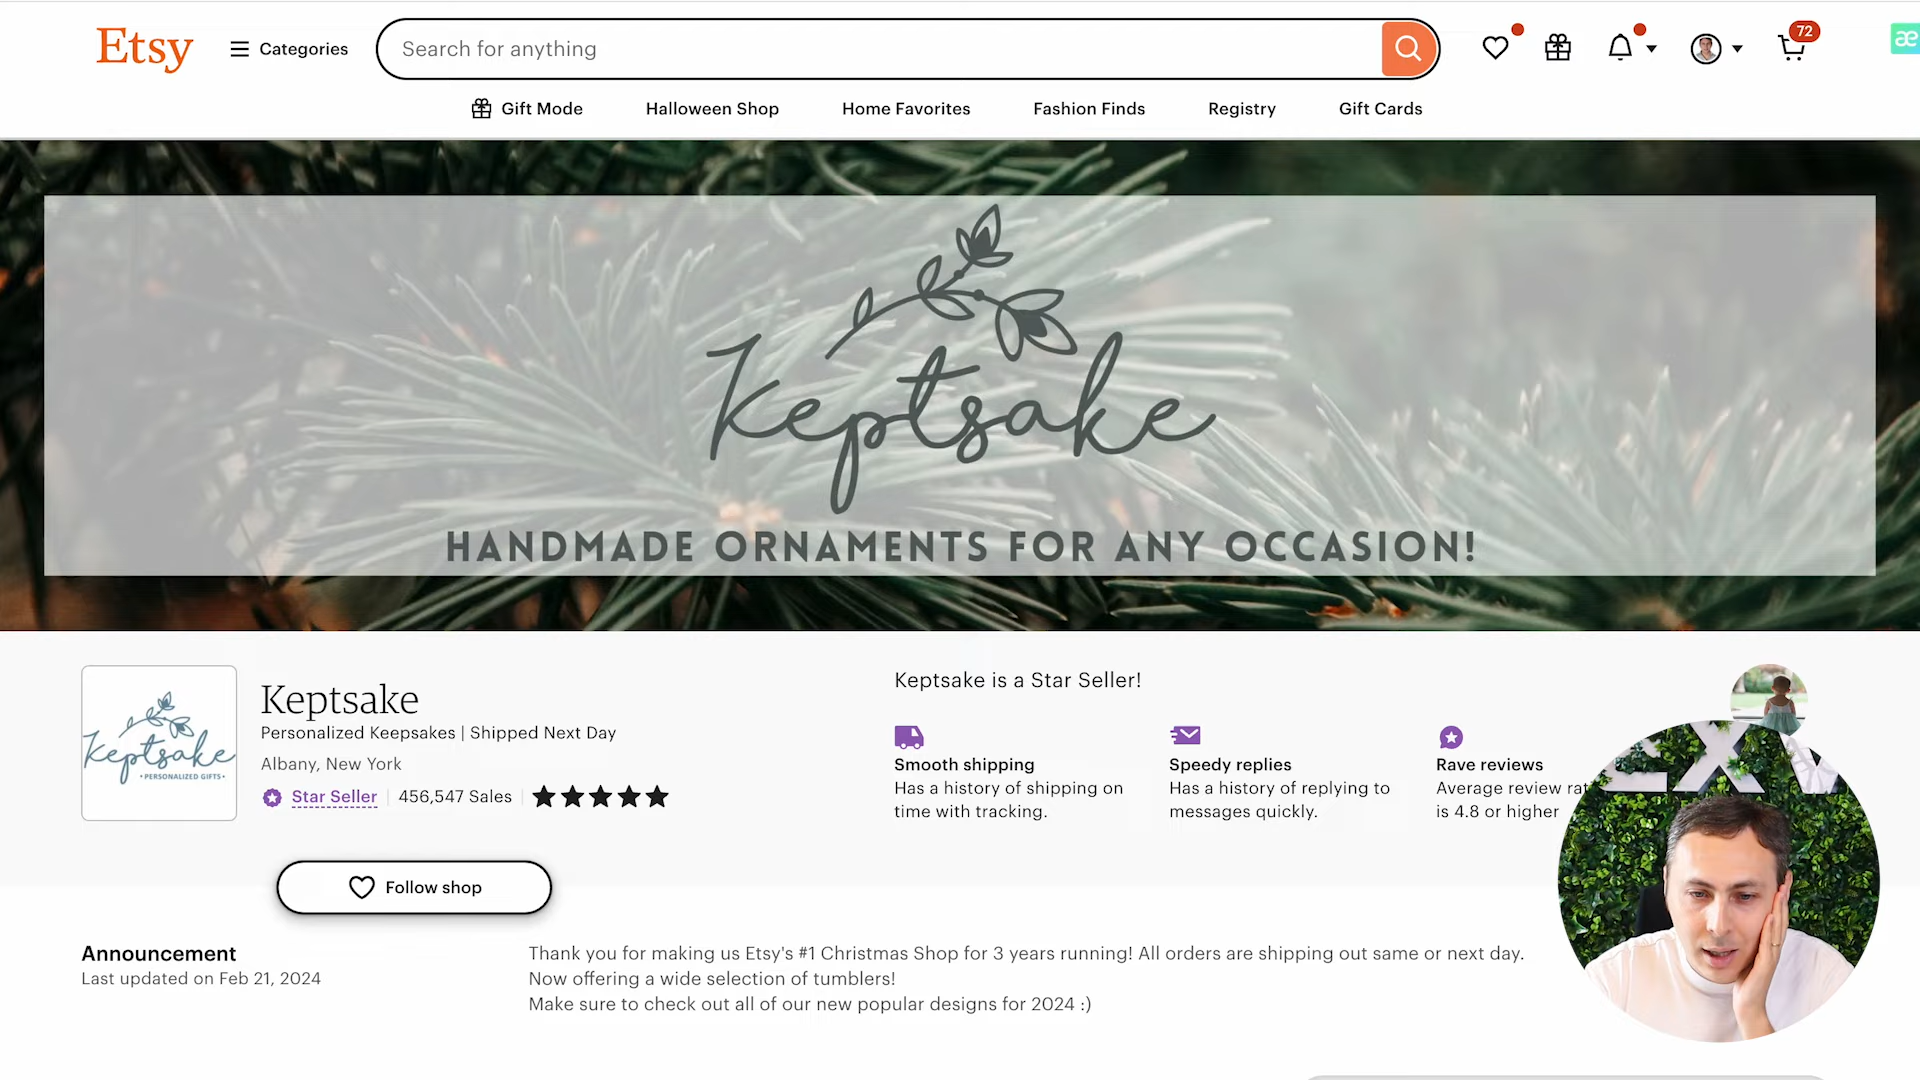 Etsy
Categories
Search for anything
72
æ
Gift Mode
Halloween Shop
Home Favorites
Fashion Finds
Registry
Gift Cards
Keptsake
HANDMADE ORNAMENTS FOR ANY OCCASION!
Keptsake
• PERSONALIZED GIFTS •
Keptsake
Personalized Keepsakes | Shipped Next Day
Albany, New York
Star Seller
456,547 Sales
Follow shop
Keptsake is a Star Seller!
Smooth shipping
Has a history of shipping on
time with tracking.
Speedy replies
Has a history of replying to
messages quickly.
Rave reviews
Average review
is 4.8 or higher
Announcement
Last updated on Feb 21, 2024
Thank you for making us Etsy's #1 Christmas Shop for 3 years running! All orders are shipping out same or next day.
Now offering a wide selection of tumblers!
Make sure to check out all of our new popular designs for 2024 :)